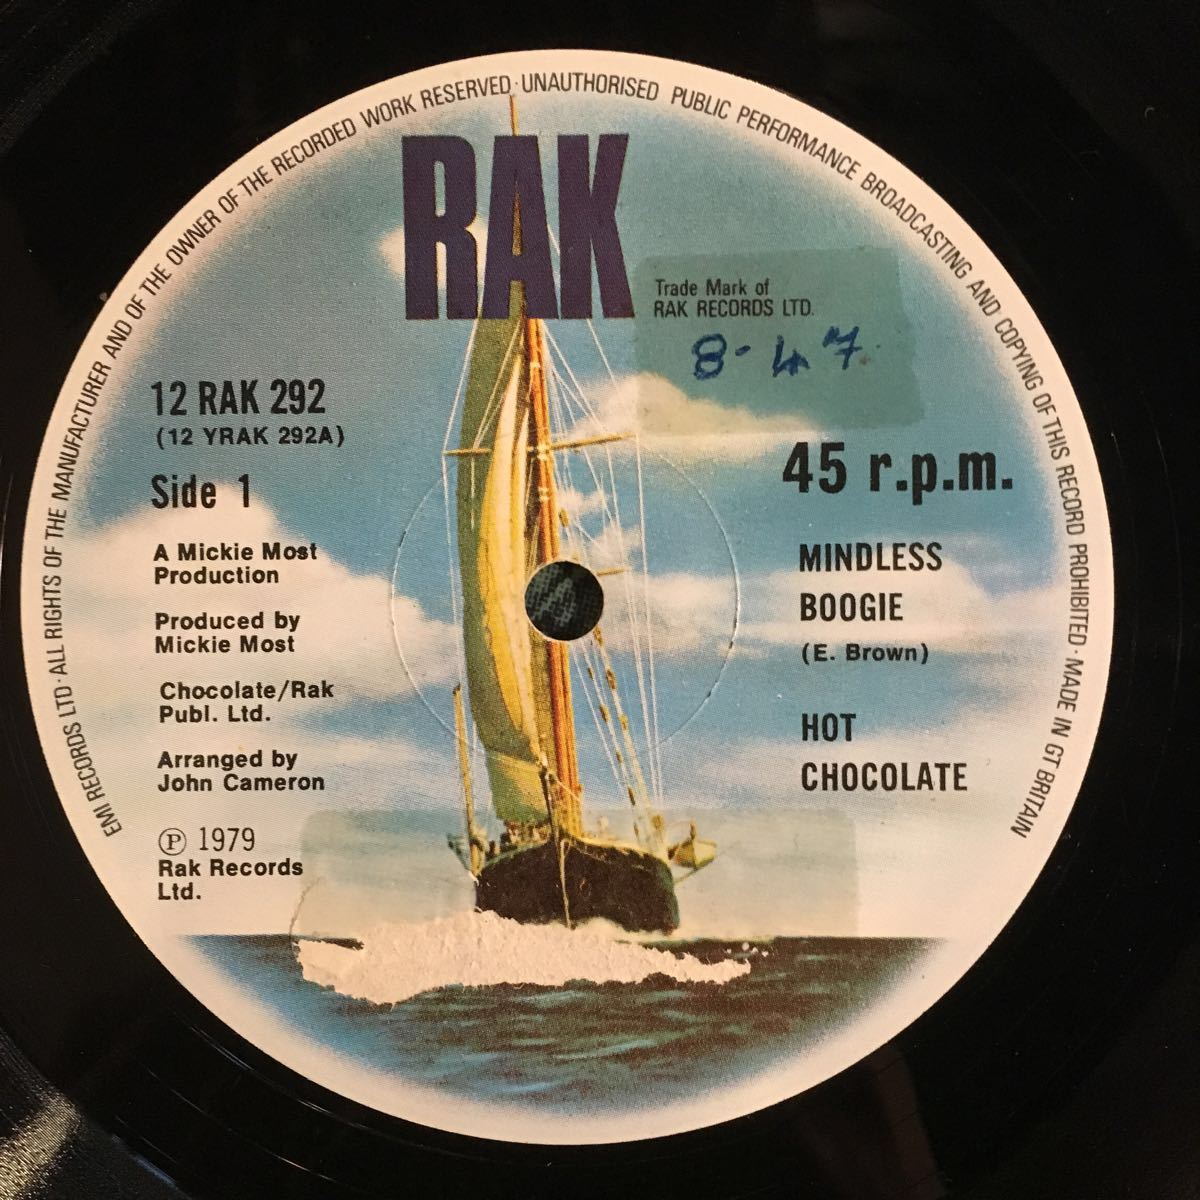 EMI RECORDS LTD · ALL RIGHTS OF THE MANUFACTURER AND OF THE OWNER OF THE RECORDED WORK RESERVED · UNAUTHORISED PUBLIC PERFORMANCE BROADCASTING AND COPYING OF THIS RECORD PROHIBITED · MADE IN GT BRITAIN
RAK
Trade Mark of
RAK RECORDS LTD.
8-47
12 RAK 292
(12 YRAK 292A)
Side 1
45 r.p.m.
A Mickie Most
Production
Produced by
Mickie Most
Chocolate/Rak
Publ. Ltd.
Arranged by
John Cameron
Ⓟ 1979
Rak Records
Ltd.
MINDLESS
BOOGIE
(E. Brown)
HOT
CHOCOLATE